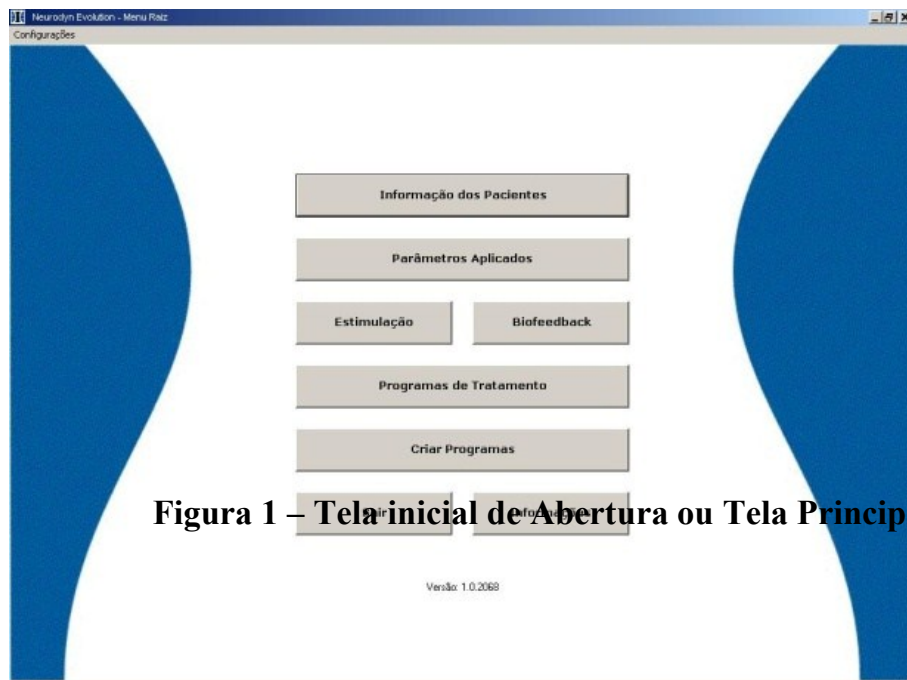 Neurodyn Evolution - Menu Raiz
Configurações
Informação dos Pacientes
Parâmetros Aplicados
Estimulação Biofeedback
Programas de Tratamento
Criar Programas
Figura 1 – Tela inicial de Abertura ou Tela Princip
Versão: 1.0.2068